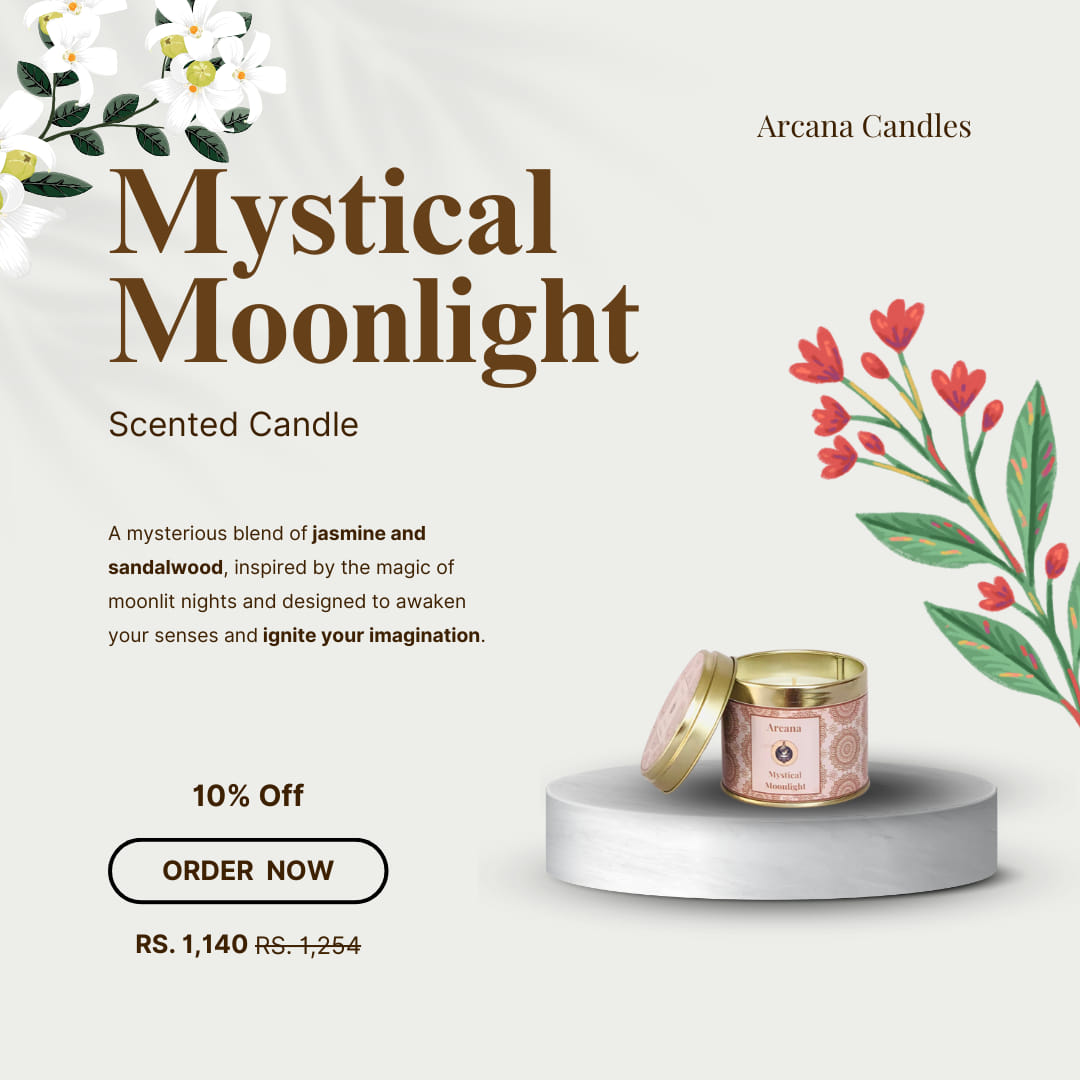 Arcana Candles
Mystical
Moonlight
Scented Candle
A mysterious blend of jasmine and
sandalwood, inspired by the magic of
moonlit nights and designed to awaken
your senses and ignite your imagination.
Arcana
Mystical
Moonlight
10% Off
ORDER NOW
RS. 1,140 RS. 1,254